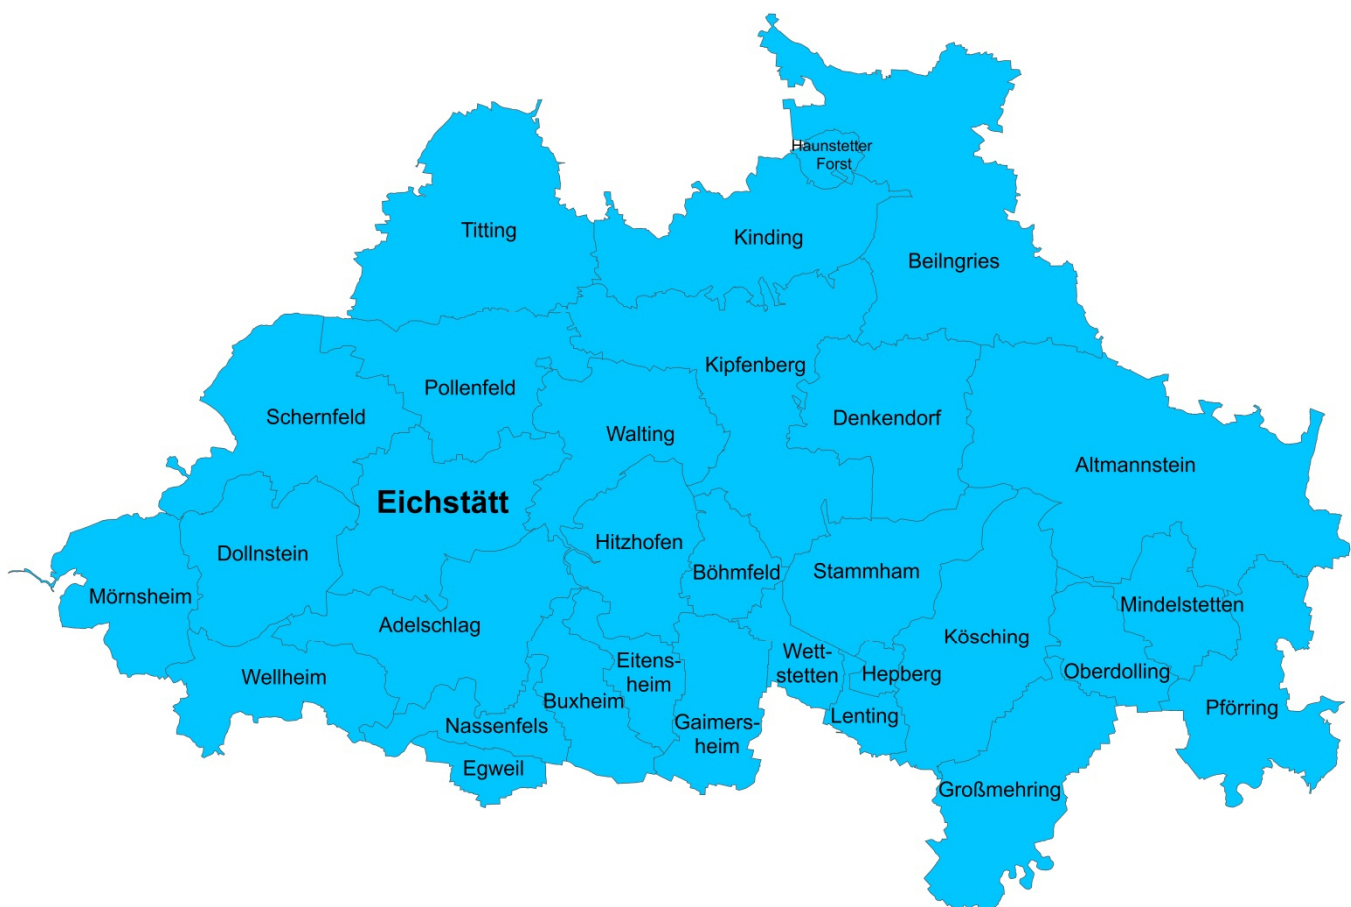 Haunstetter
Forst
Titting
Kinding
Beilngries
Kipfenberg
Pollenfeld
Schernfeld
Denkendorf
Walting
Altmannstein
Eichstätt
Hitzhofen
Dollnstein
Böhmfeld
Stammham
Mörnsheim
Mindelstetten
Adelschlag
Kösching
Wett-
stetten
Eitens-
heim
Oberdolling
Hepberg
Wellheim
Buxheim
Pförring
Lenting
Gaimers-
heim
Nassenfels
Egweil
Großmehring